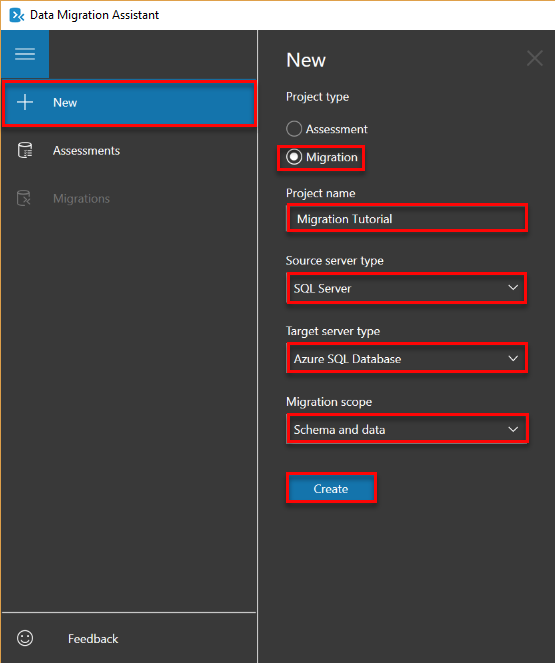 Data Migration Assistant
New
Assessments
Migrations
Feedback
New
Project type
Assessment
Migration
Project name
Migration Tutorial
Source server type
SQL Server
Target server type
Azure SQL Database
Migration scope
Schema and data
Create